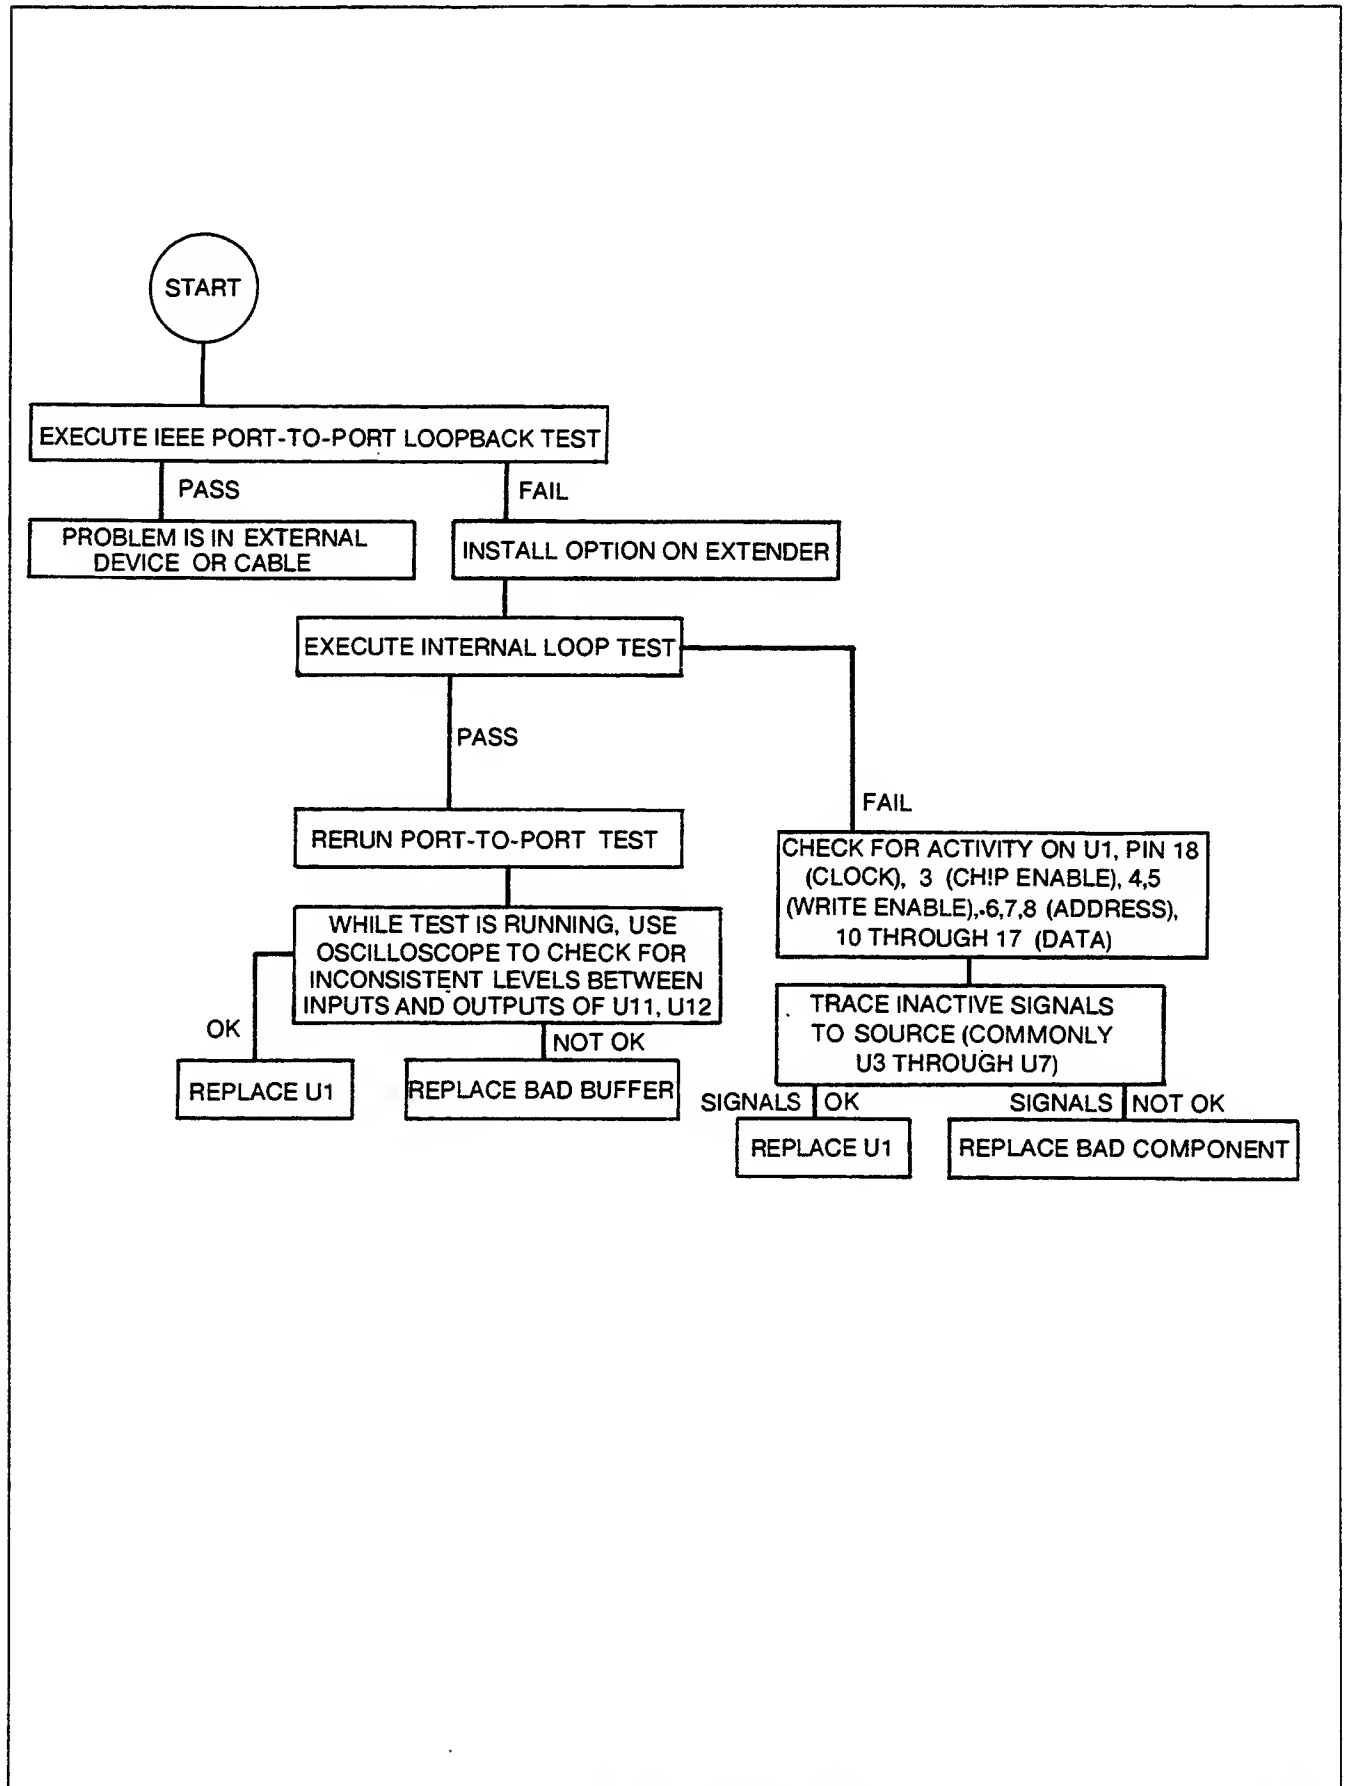 START
EXECUTE IEEE PORT-TO-PORT LOOPBACK TEST
PASS
FAIL
PROBLEM IS IN EXTERNAL
DEVICE OR CABLE
INSTALL OPTION ON EXTENDER
EXECUTE INTERNAL LOOP TEST
PASS
FAIL
RERUN PORT-TO-PORT TEST
CHECK FOR ACTIVITY ON U1, PIN 18
(CLOCK), 3 (CHIP ENABLE), 4,5
(WRITE ENABLE), 6,7,8 (ADDRESS),
10 THROUGH 17 (DATA)
WHILE TEST IS RUNNING, USE
OSCILLOSCOPE TO CHECK FOR
INCONSISTENT LEVELS BETWEEN
INPUTS AND OUTPUTS OF U11, U12
TRACE INACTIVE SIGNALS
TO SOURCE (COMMONLY
U3 THROUGH U7)
OK
NOT OK
REPLACE U1
REPLACE BAD BUFFER
SIGNALS OK
SIGNALS NOT OK
REPLACE U1
REPLACE BAD COMPONENT